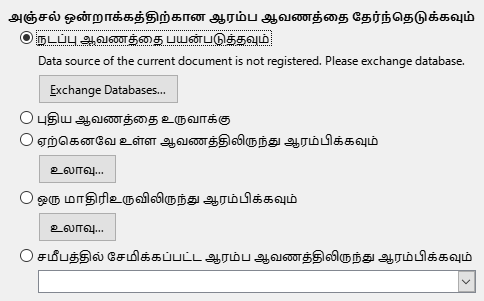 அஞ்சல் ஒன்றாக்கத்திற்கான ஆரம்ப ஆவணத்தை தேர்ந்தெடுக்கவும்
நடப்பு ஆவணத்தை பயன்படுத்தவும்
Data source of the current document is not registered. Please exchange database.
Exchange Databases...
புதிய ஆவணத்தை உருவாக்கு
ஏற்கெனவே உள்ள ஆவணத்திலிருந்து ஆரம்பிக்கவும்
உலாவு...
ஒரு மாதிரிஉருவிலிருந்து ஆரம்பிக்கவும்
உலாவு...
சமீபத்தில் சேமிக்கப்பட்ட ஆரம்ப ஆவணத்திலிருந்து ஆரம்பிக்கவும்